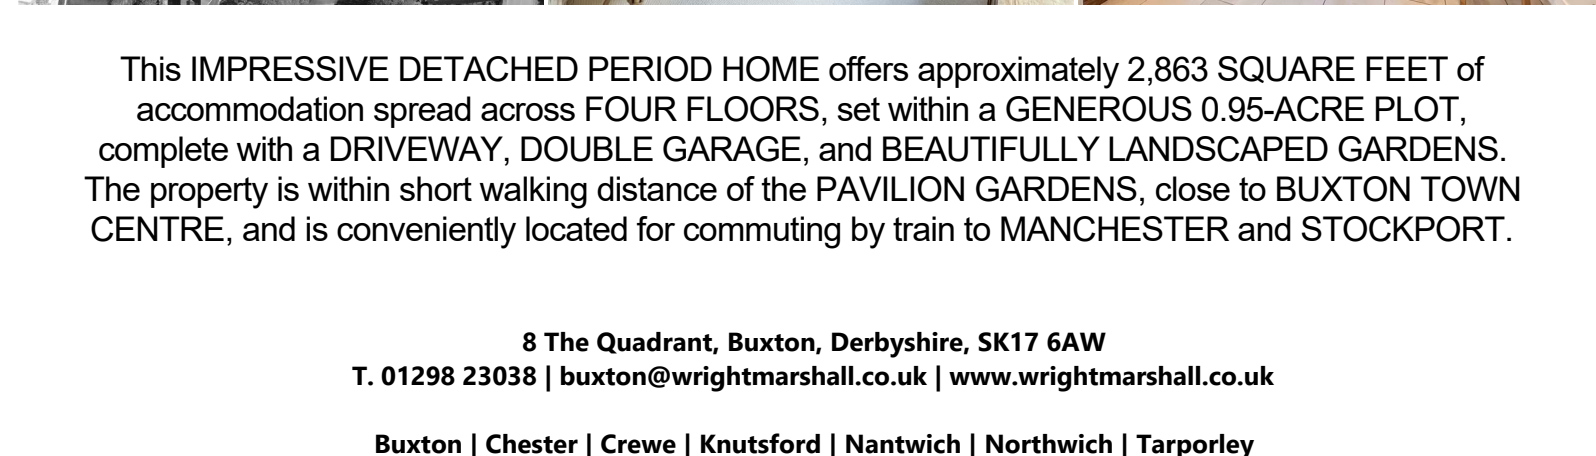 This IMPRESSIVE DETACHED PERIOD HOME offers approximately 2,863 SQUARE FEET of
accommodation spread across FOUR FLOORS, set within a GENEROUS 0.95-ACRE PLOT,
complete with a DRIVEWAY, DOUBLE GARAGE, and BEAUTIFULLY LANDSCAPED GARDENS.
The property is within short walking distance of the PAVILION GARDENS, close to BUXTON TOWN
CENTRE, and is conveniently located for commuting by train to MANCHESTER and STOCKPORT.
8 The Quadrant, Buxton, Derbyshire, SK17 6AW
T. 01298 23038 | buxton@wrightmarshall.co.uk | www.wrightmarshall.co.uk
Buxton | Chester | Crewe | Knutsford | Nantwich | Northwich | Tarporley